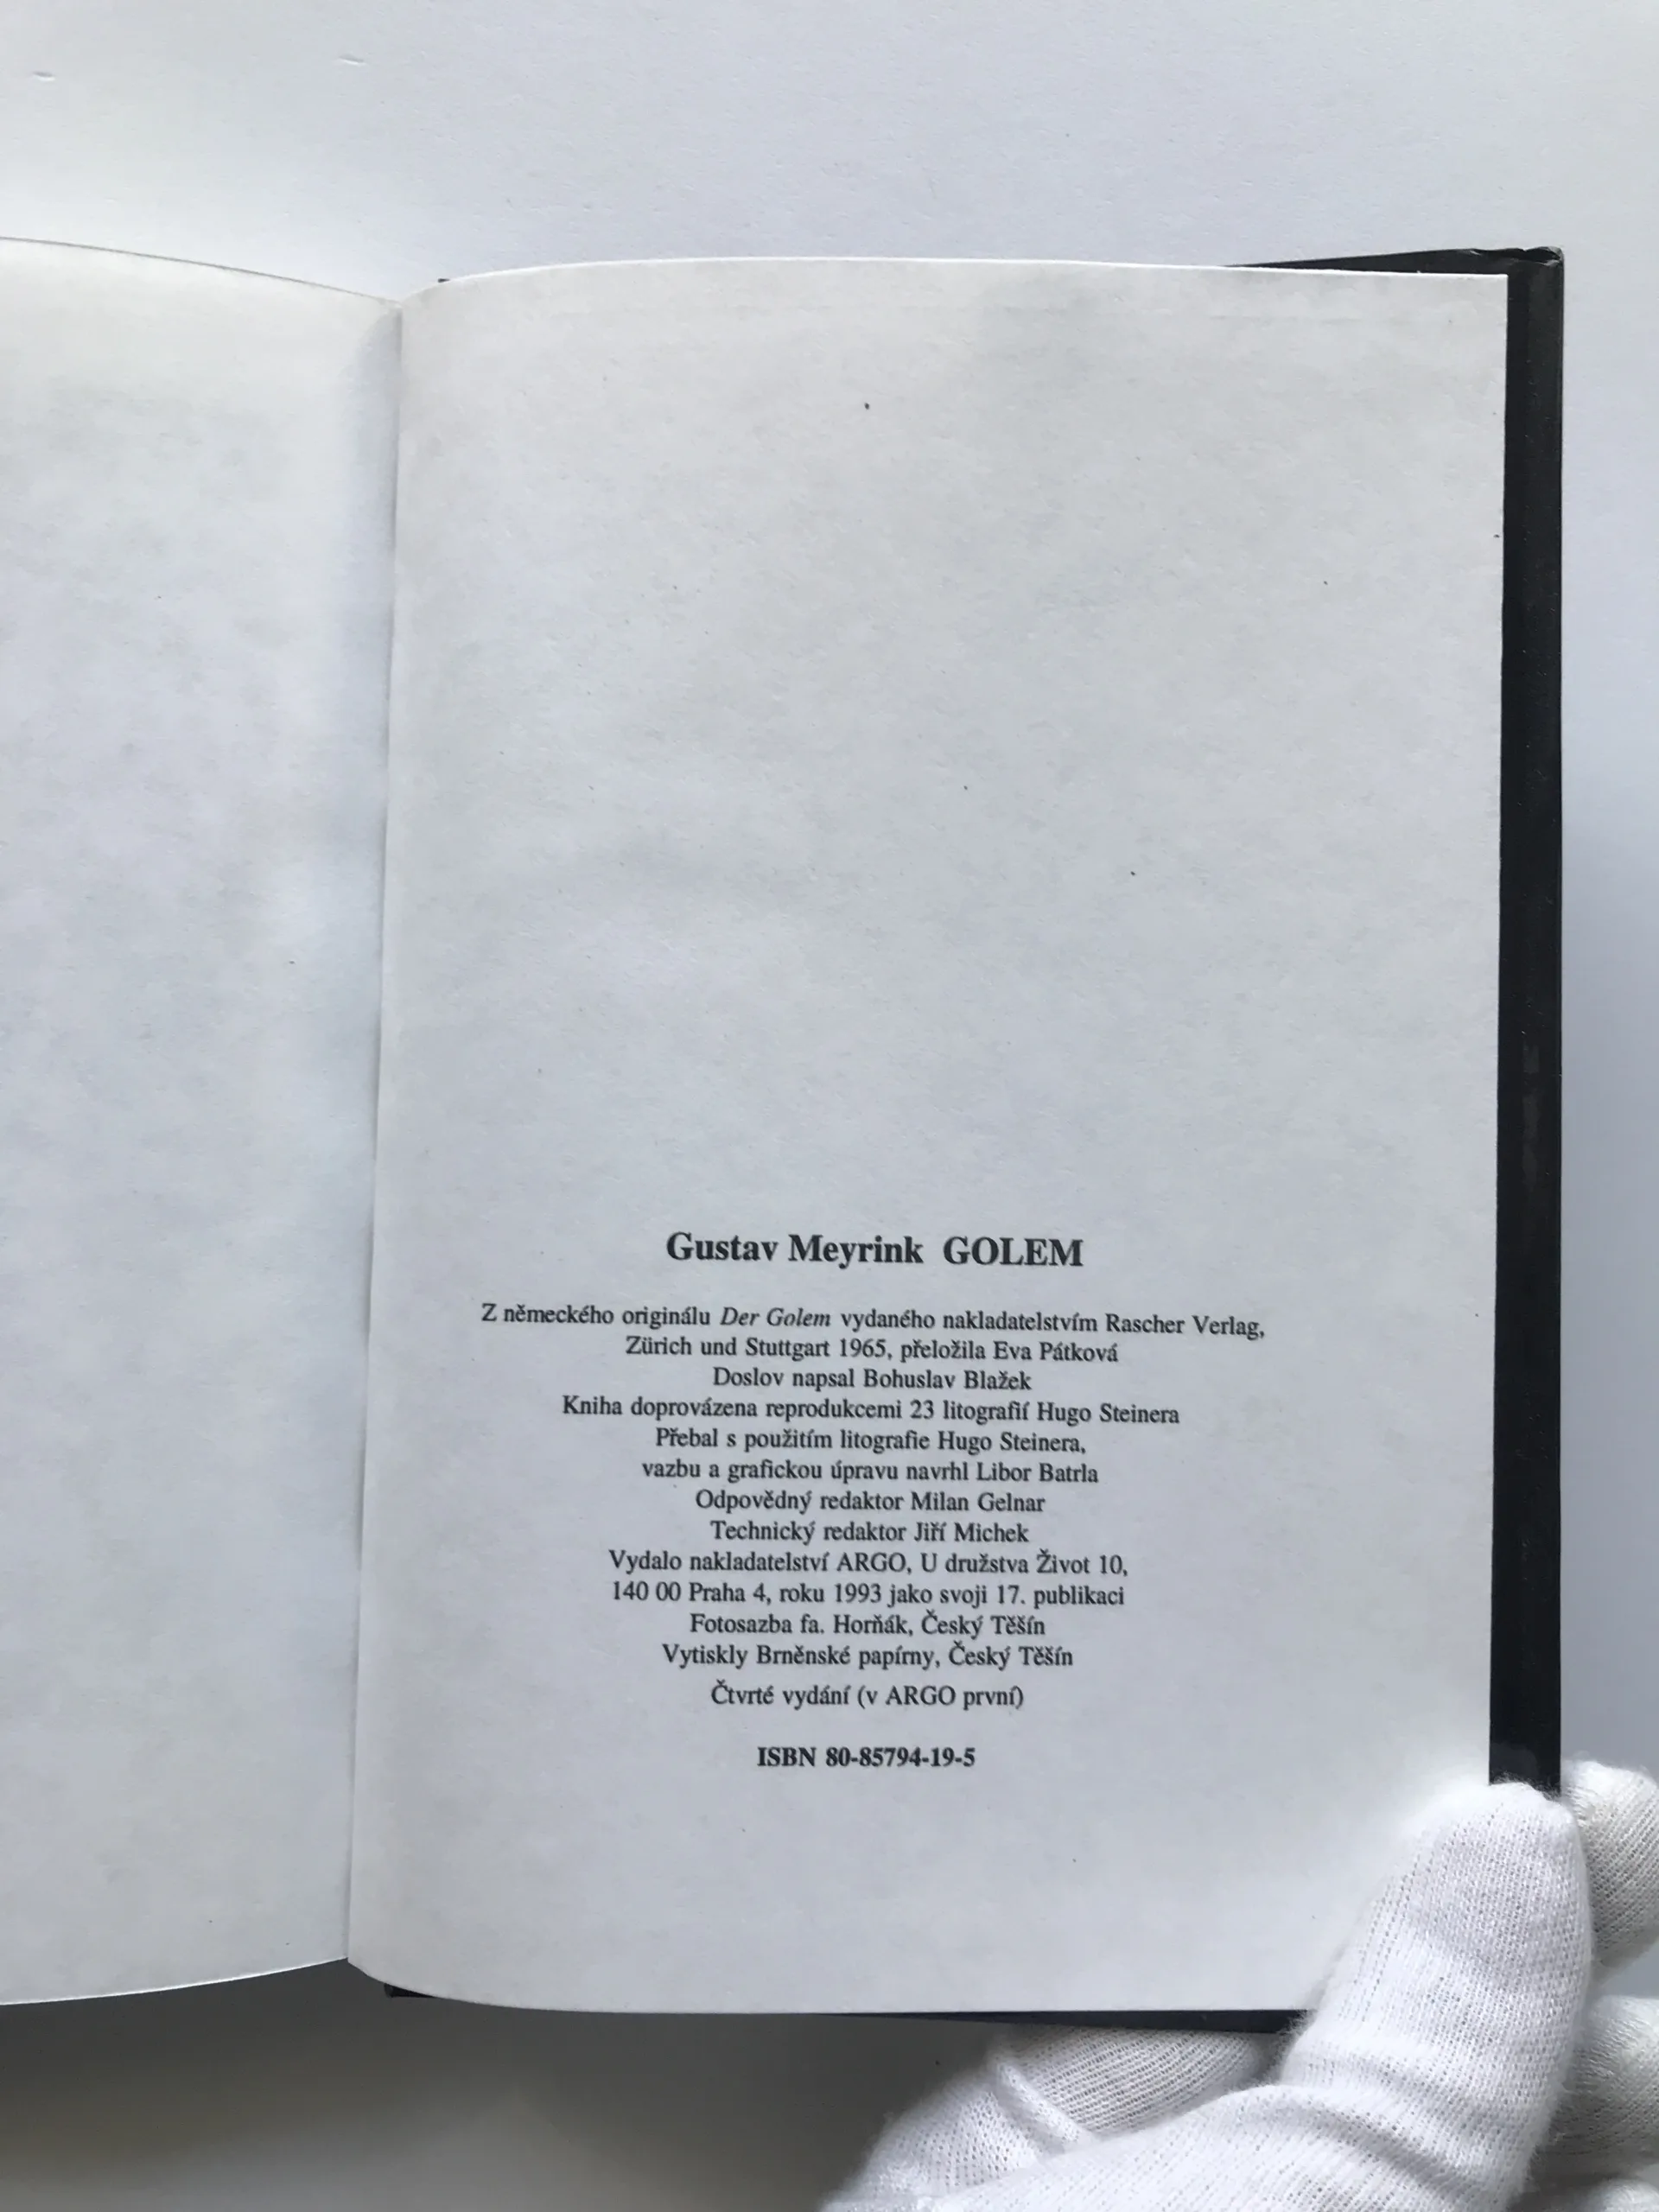 Gustav Meyrink GOLEM
Z německého originálu Der Golem vydaného nakladatelstvím Rascher Verlag,
Zürich und Stuttgart 1965, přeložila Eva Pátková
Doslov napsal Bohuslav Blažek
Kniha doprovázena reprodukcemi 23 litografií Hugo Steinera
Přebal s použitím litografie Hugo Steinera,
vazbu a grafickou úpravu navrhl Libor Batrla
Odpovědný redaktor Milan Gelnar
Technický redaktor Jiří Michek
Vydalo nakladatelství ARGO, U družstva Život 10,
140 00 Praha 4, roku 1993 jako svoji 17. publikaci
Fotosazba fa. Horňák, Český Těšín
Vytiskly Brněnské papírny, Český Těšín
Čtvrté vydání (v ARGO první)
ISBN 80-85794-19-5